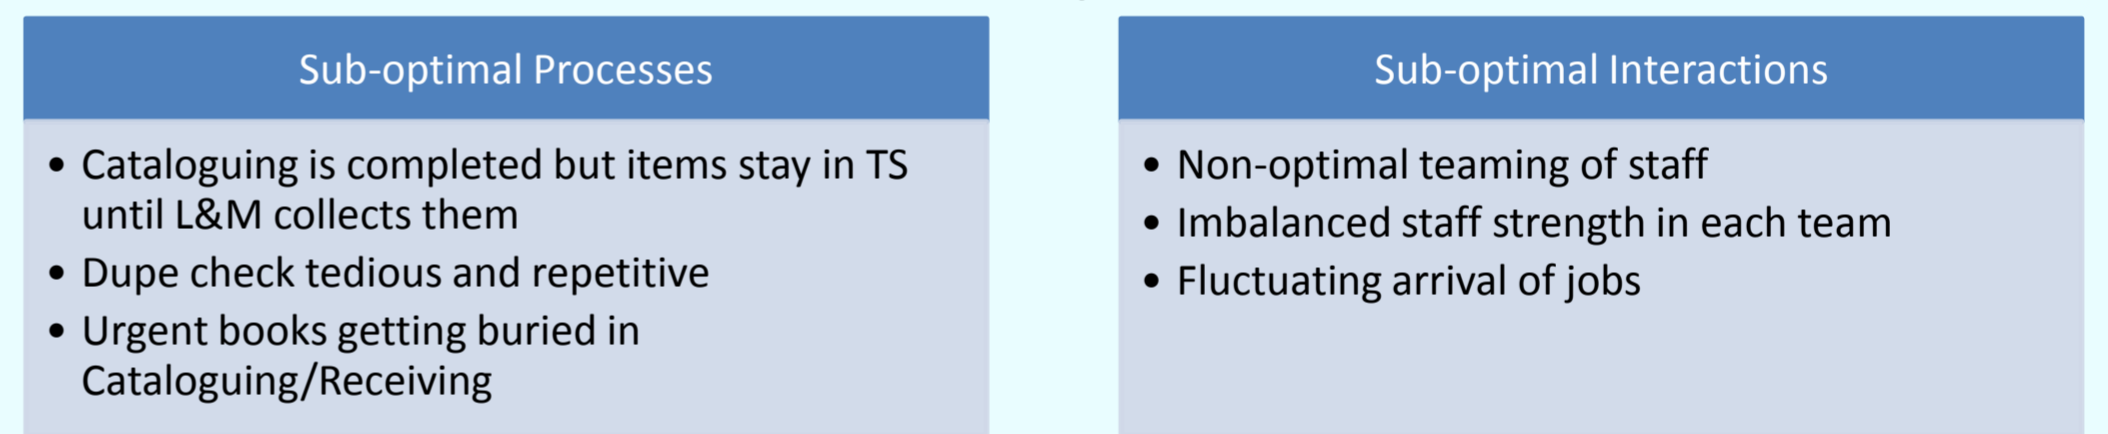 Sub-optimal Processes
• Cataloguing is completed but items stay in TS
until L&M collects them
• Dupe check tedious and repetitive
• Urgent books getting buried in
Cataloguing/Receiving
Sub-optimal Interactions
• Non-optimal teaming of staff
• Imbalanced staff strength in each team
• Fluctuating arrival of jobs